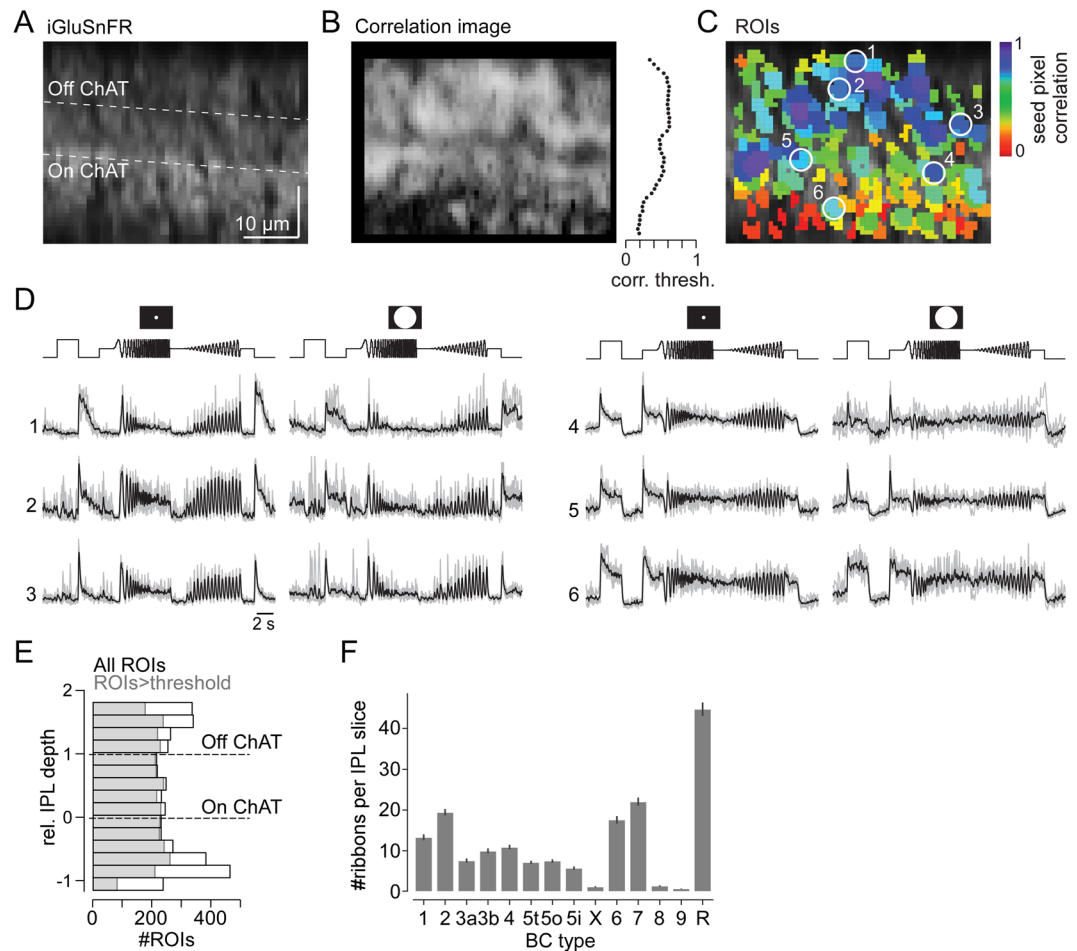 A iGluSnFR
Off ChAT
On ChAT
10 µm
B Correlation image
0 1
corr. thresh.
C ROIs
1
2
3
4
5
6
1
0
seed pixel
correlation
D
1
2
3
2 s
4
5
6
E
All ROIs
ROIs>threshold
2
1
0
-1
rel. IPL depth
Off ChAT
On ChAT
0 200 400
#ROIs
F
#ribbons per IPL slice
40
30
20
10
0
1 2 3a 3b 4 5t 5o 5i X 6 7 8 9 R
BC type